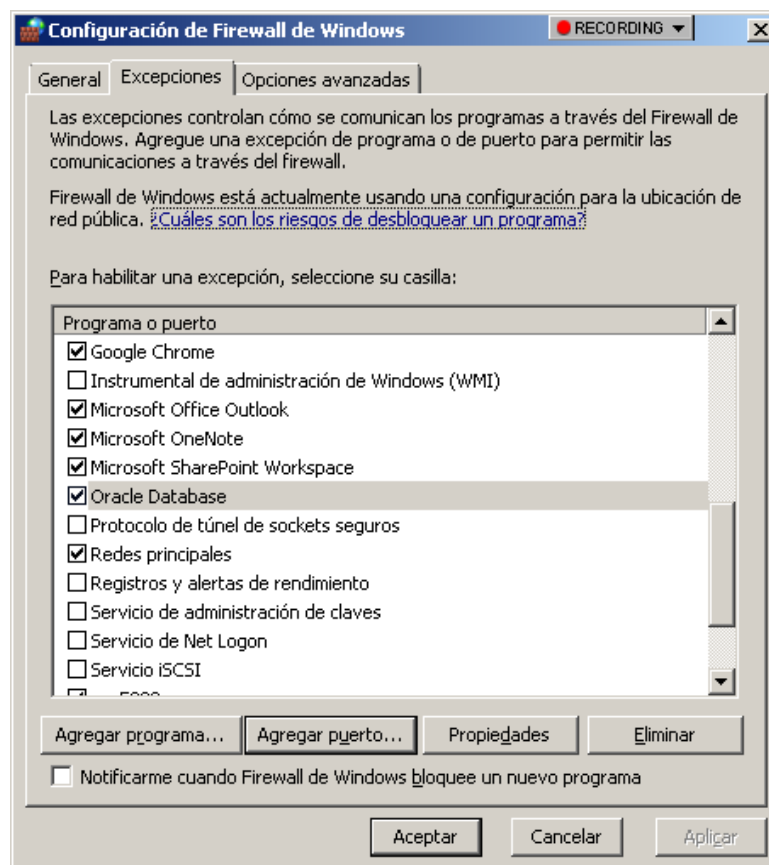 Configuración de Firewall de Windows
RECORDING
General
Excepciones
Opciones avanzadas
Las excepciones controlan cómo se comunican los programas a través del Firewall de
Windows. Agregue una excepción de programa o de puerto para permitir las
comunicaciones a través del firewall.
Firewall de Windows está actualmente usando una configuración para la ubicación de
red pública. ¿Cuáles son los riesgos de desbloquear un programa?
Para habilitar una excepción, seleccione su casilla:
Programa o puerto
Google Chrome
Instrumental de administración de Windows (WMI)
Microsoft Office Outlook
Microsoft OneNote
Microsoft SharePoint Workspace
Oracle Database
Protocolo de túnel de sockets seguros
Redes principales
Registros y alertas de rendimiento
Servicio de administración de claves
Servicio de Net Logon
Servicio iSCSI
Agregar programa...
Agregar puerto...
Propiedades
Eliminar
Notificarme cuando Firewall de Windows bloquee un nuevo programa
Aceptar
Cancelar
Aplicar